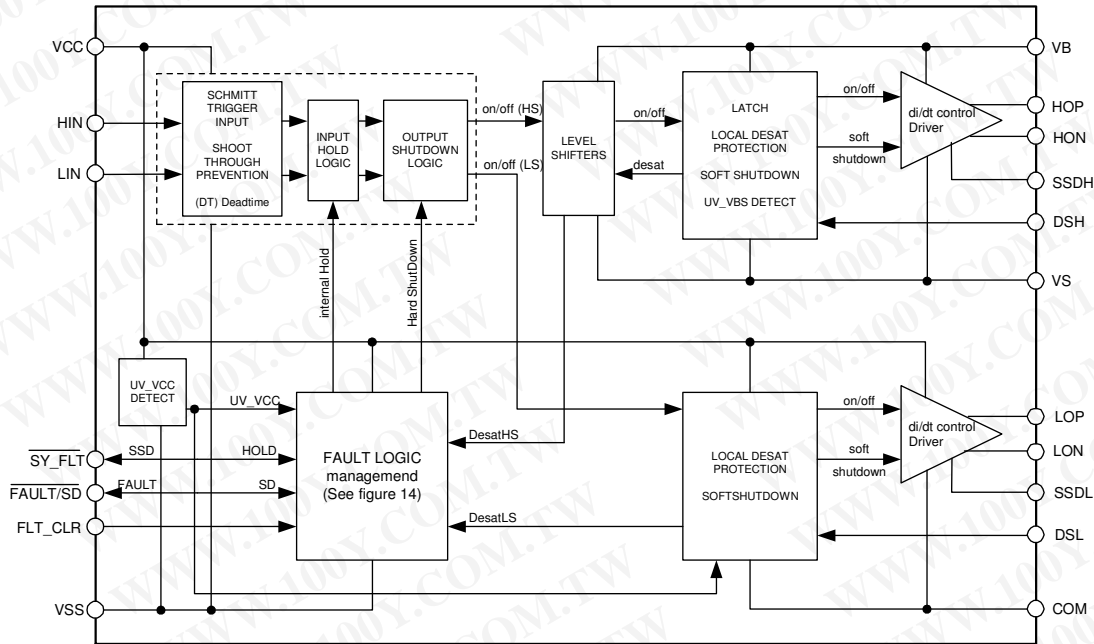 VCC
HIN
LIN
SCHMITT
TRIGGER
INPUT
SHOOT
THROUGH
PREVENTION
(DT) Deadtime
INPUT
HOLD
LOGIC
OUTPUT
SHUTDOWN
LOGIC
on/off (HS)
on/off (LS)
LEVEL
SHIFTERS
on/off
desat
LATCH
LOCAL DESAT
PROTECTION
SOFT SHUTDOWN
UV_VBS DETECT
on/off
soft
shutdown
di/dt control
Driver
VB
HOP
HON
SSDH
DSH
VS
internal Hold
Hard ShutDown
UV_VCC
DETECT
UV_VCC
SY_FLT
SSD
HOLD
FAULT/SD
FAULT
SD
FLT_CLR
VSS
FAULT LOGIC
managemend
(See figure 14)
DesatHS
DesatLS
LOCAL DESAT
PROTECTION
SOFTSHUTDOWN
on/off
soft
shutdown
di/dt control
Driver
LOP
LON
SSDL
DSL
COM
WWW.100Y.COM.TW